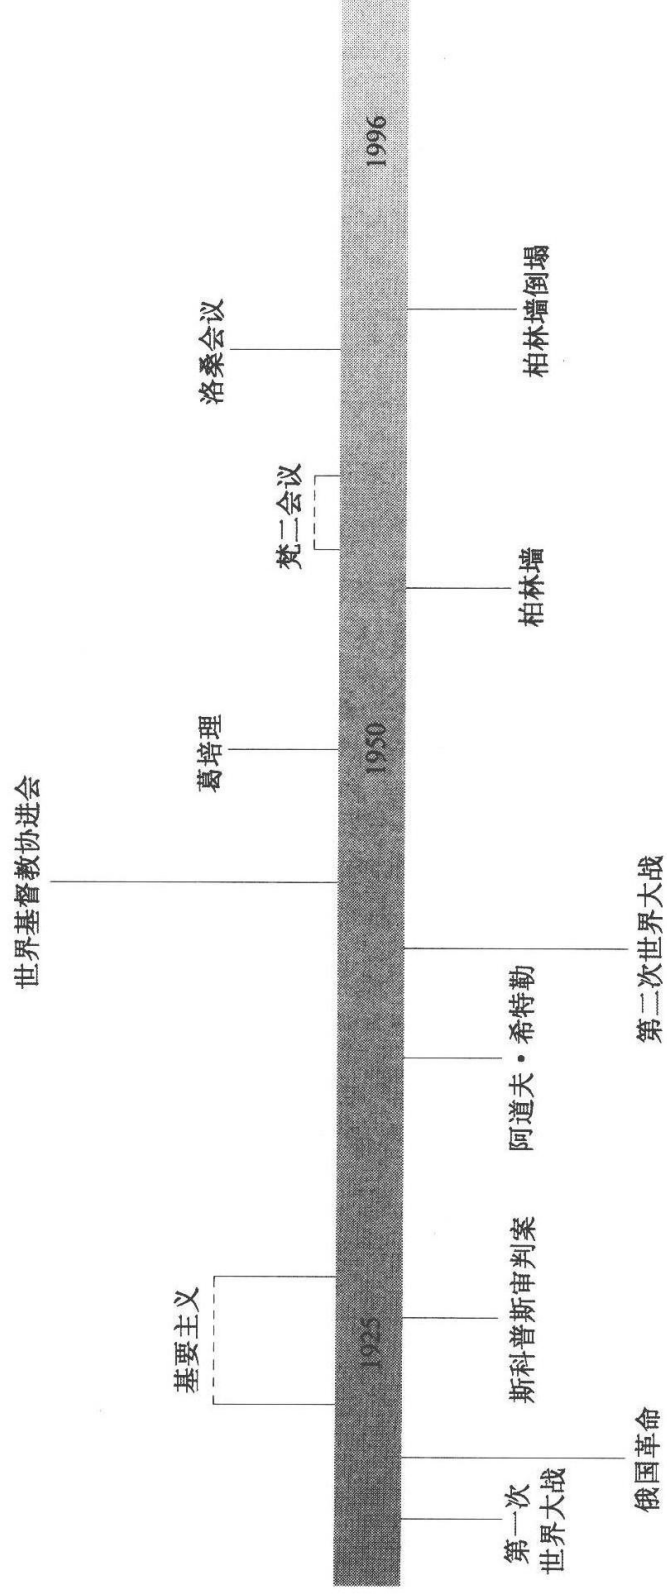 世界基督教协进会
基要主义
葛培理
梵二会议
洛桑会议
1925
1950
1996
第一次
世界大战
俄国革命
斯科普斯审判案
阿道夫·希特勒
第二次世界大战
柏林墙
柏林墙倒塌